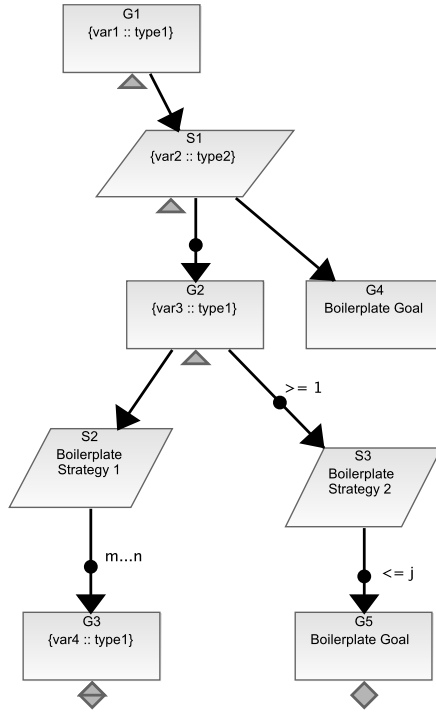 G1
{var1 :: type1}
S1
{var2 :: type2}
G2
{var3 :: type1}
G4
Boilerplate Goal
>= 1
S2
Boilerplate
Strategy 1
S3
Boilerplate
Strategy 2
m...n
<= j
G3
{var4 :: type1}
G5
Boilerplate Goal